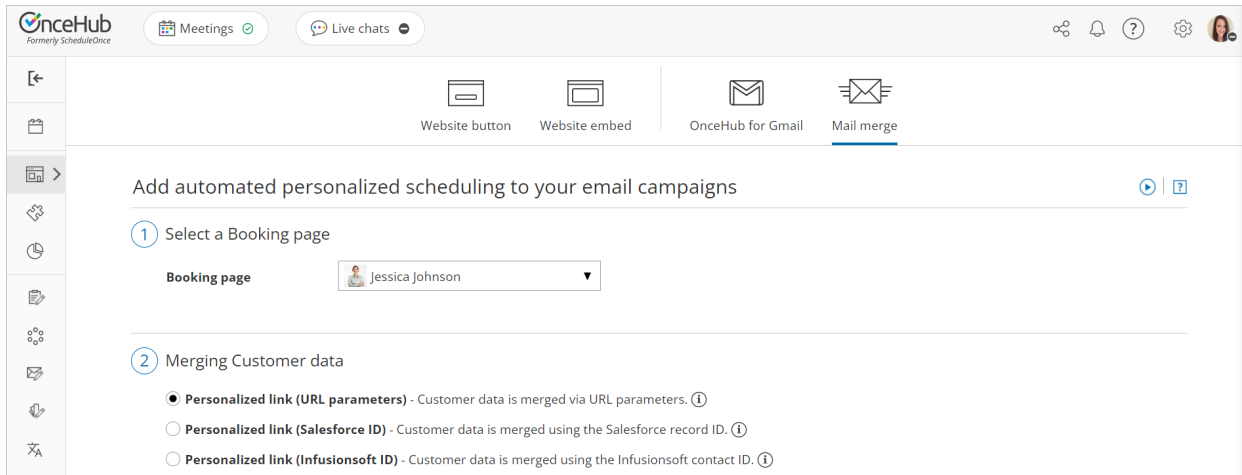 OnceHub
Formerly ScheduleOnce
Meetings
Live chats
?
Website button
Website embed
OnceHub for Gmail
Mail merge
Add automated personalized scheduling to your email campaigns
?
1 Select a Booking page
Booking page
Jessica Johnson
2 Merging Customer data
Personalized link (URL parameters) - Customer data is merged via URL parameters. i
Personalized link (Salesforce ID) - Customer data is merged using the Salesforce record ID. i
Personalized link (Infusionsoft ID) - Customer data is merged using the Infusionsoft contact ID. i
文A